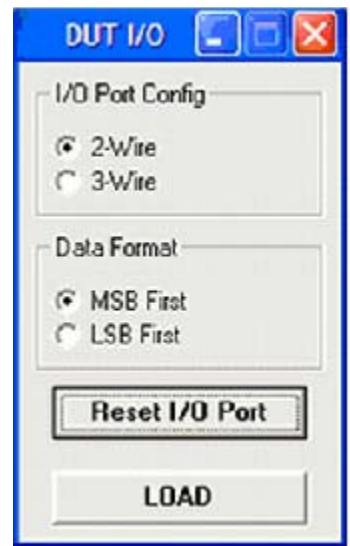 DUT I/O
I/O Port Config
2-Wire
3-Wire
Data Format
MSB First
LSB First
Reset I/O Port
LOAD